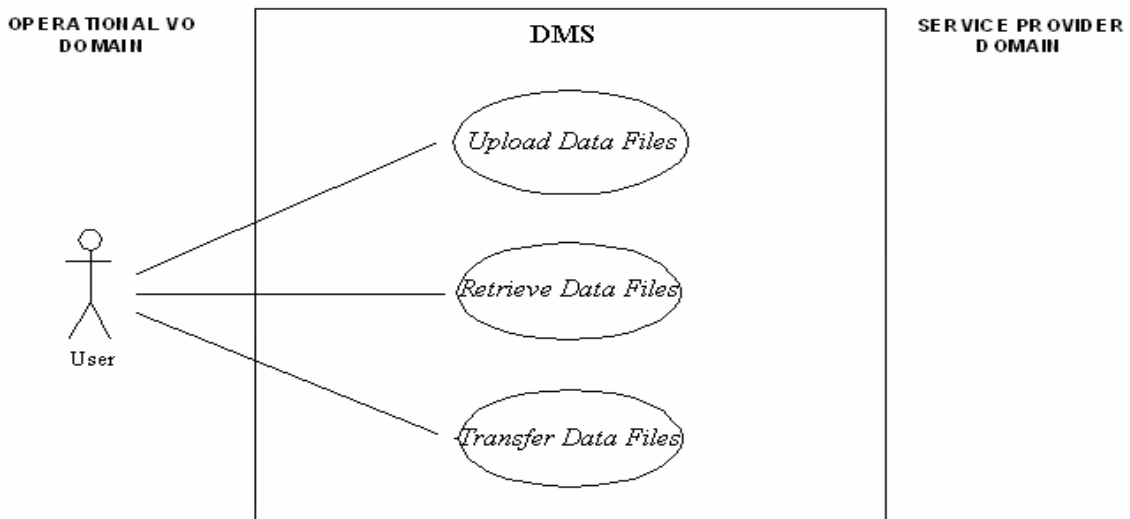 OPERATIONAL VO
DOMAIN
DMS
SERVICE PROVIDER
DOMAIN
Upload Data Files
Retrieve Data Files
User
Transfer Data Files